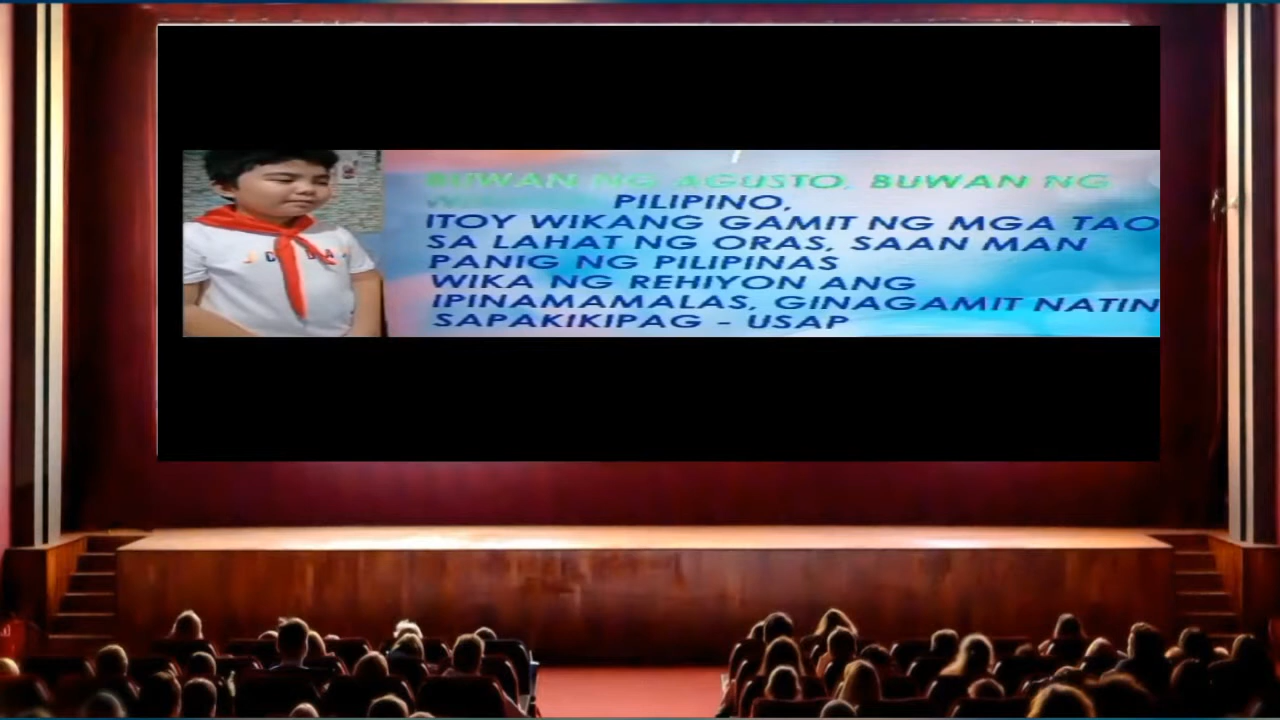 BUWAN NG AGUSTO, BUWAN NG
PILIPINO,
ITOY WIKANG GAMIT NG MGA TAO
SA LAHAT NG ORAS, SAAN MAN
PANIG NG PILIPINAS
WIKA NG REHIYON ANG
IPINAMAMALAS, GINAGAMIT NATIN
SAPAKIKIPAG - USAP